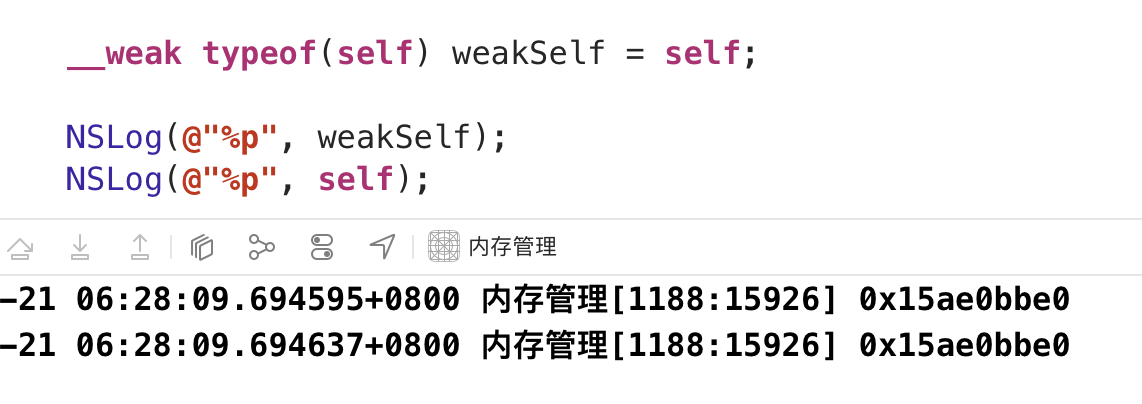 __weak typeof(self) weakSelf = self;
NSLog(@"%p", weakSelf);
NSLog(@"%p", self);
内存管理
-21 06:28:09.694595+0800 内存管理[1188:15926] 0x15ae0bbe0
-21 06:28:09.694637+0800 内存管理[1188:15926] 0x15ae0bbe0